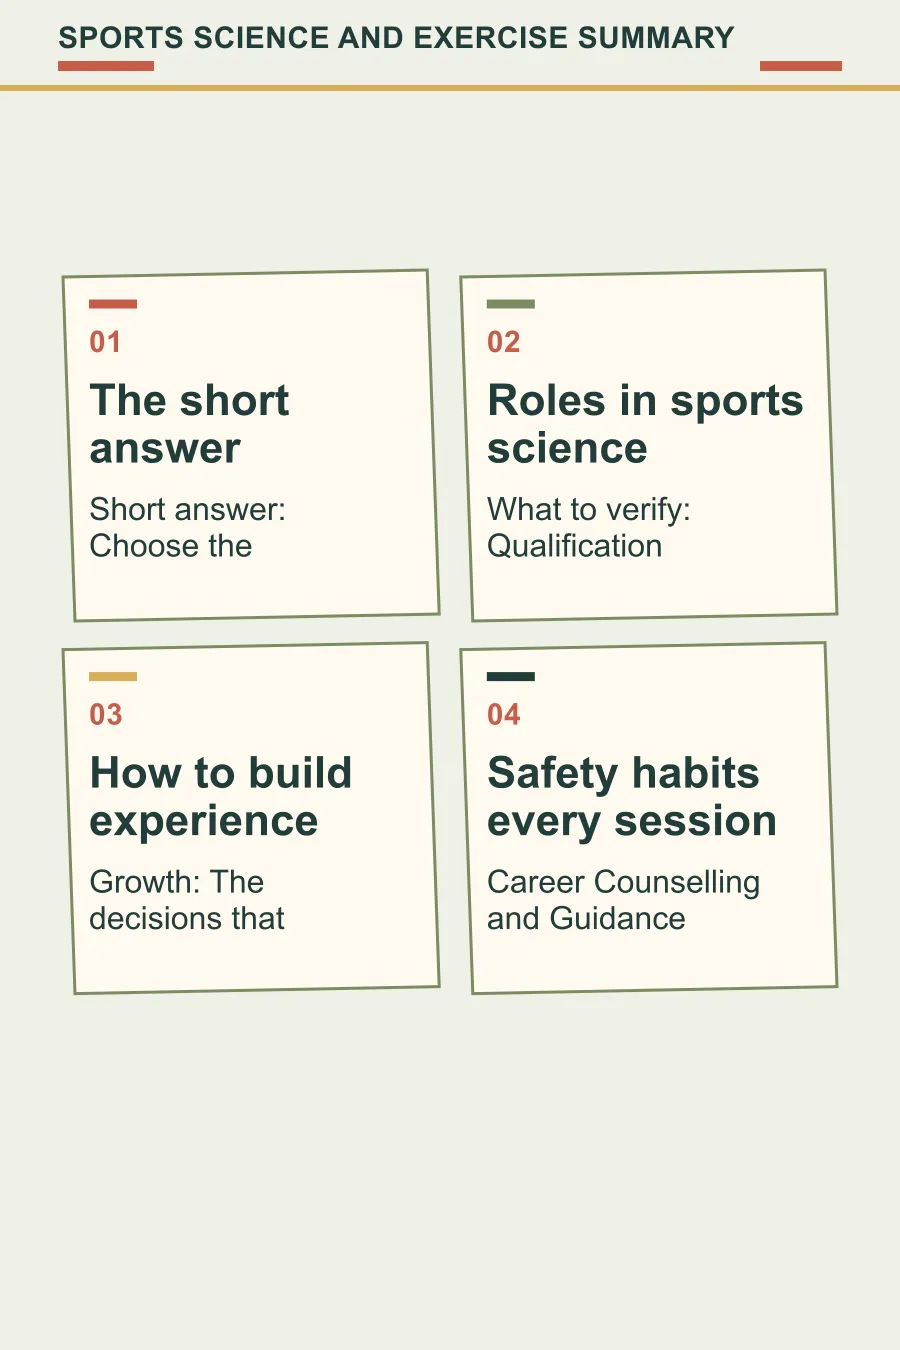 SPORTS SCIENCE AND EXERCISE SUMMARY
01
The short
answer
Short answer:
Choose the
02
Roles in sports
science
What to verify:
Qualification
03
How to build
experience
Growth: The
decisions that
04
Safety habits
every session
Career Counselling
and Guidance